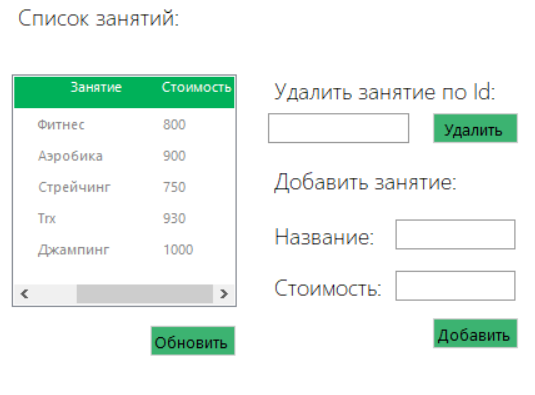 Список занятий:
Занятие Стоимость
Фитнес 800
Аэробика 900
Стрейчинг 750
Trx 930
Джампинг 1000
Обновить
Удалить занятие по Id:
Удалить
Добавить занятие:
Название:
Стоимость:
Добавить